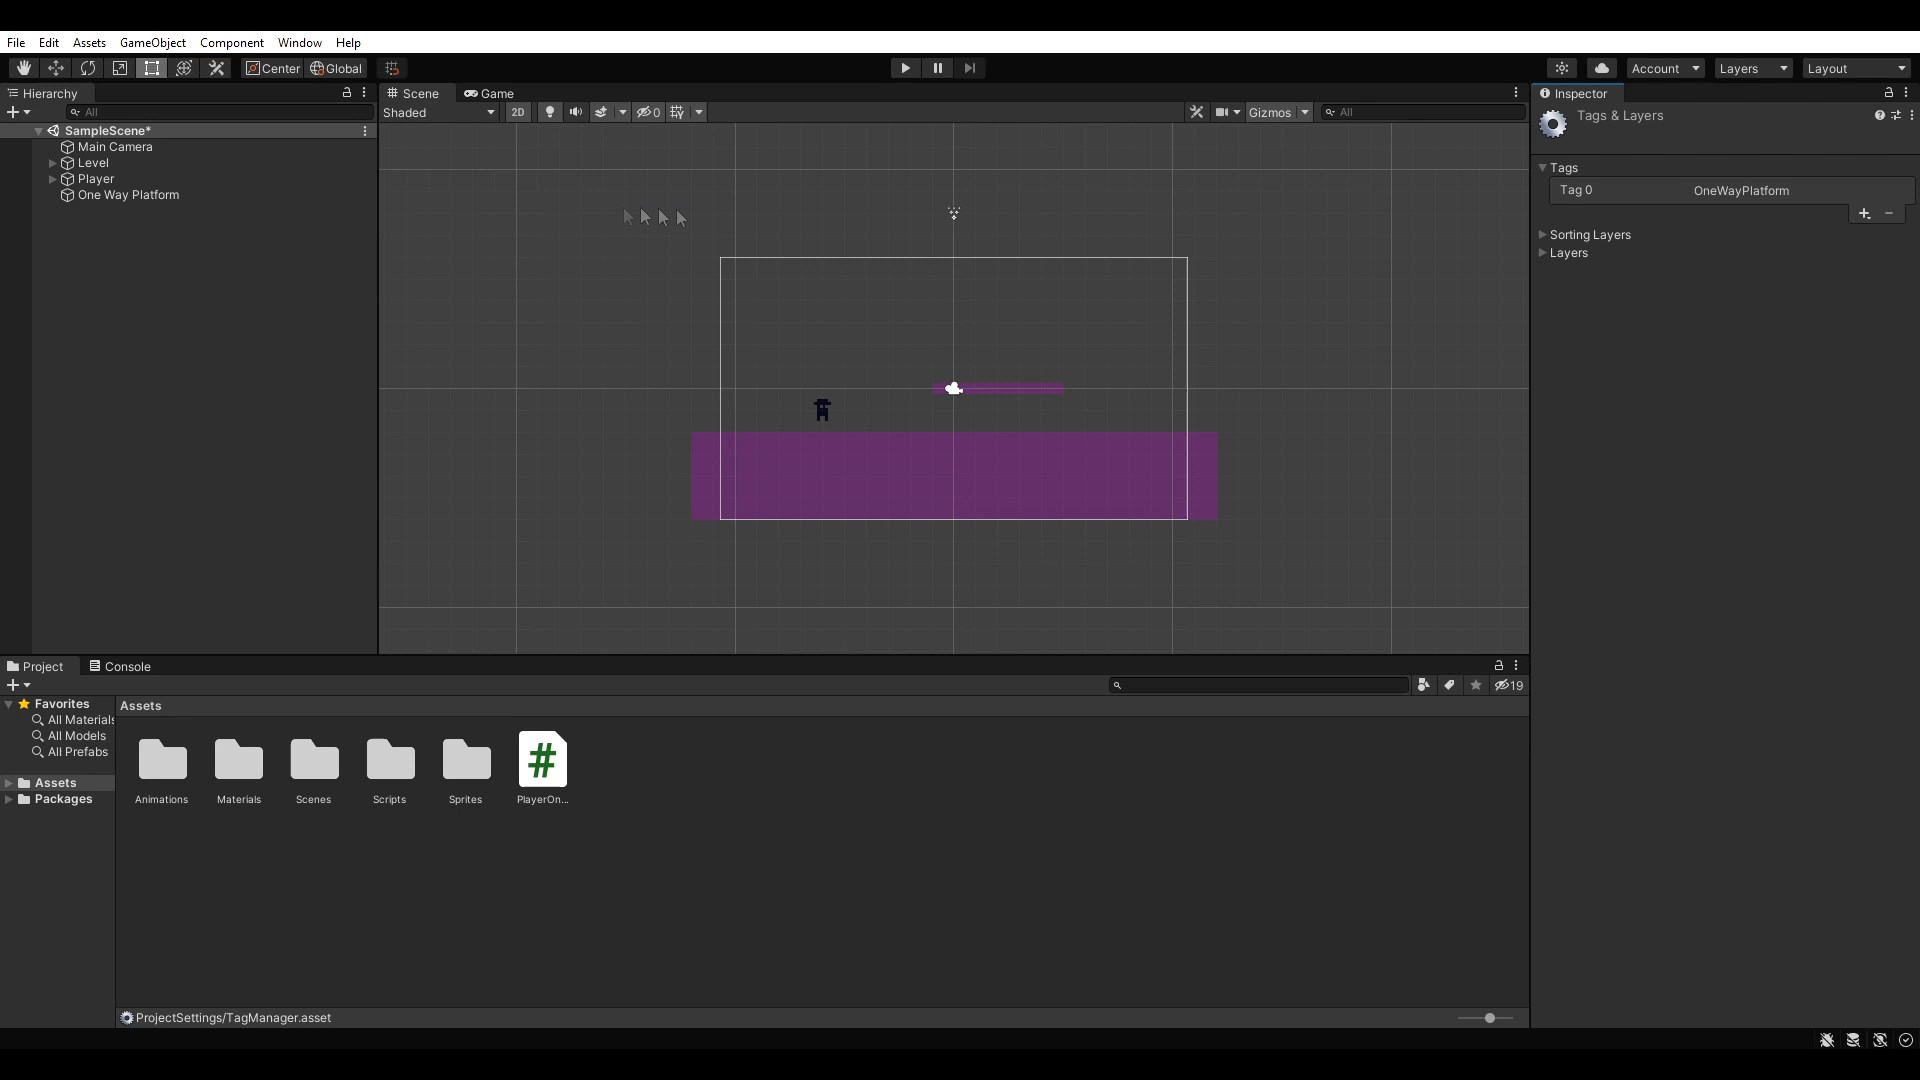 File Edit Assets GameObject Component Window Help
Center Global Account Layers Layout
Hierarchy
All
SampleScene*
Main Camera
Level
Player
One Way Platform
Scene Game
Shaded 2D 0 Gizmos All
Inspector
Tags & Layers
Tags
Tag 0 OneWayPlatform
Sorting Layers
Layers
Project Console
19
Favorites
All Materials
All Models
All Prefabs
Assets
Packages
Assets
Animations Materials Scenes Scripts Sprites PlayerOn...
ProjectSettings/TagManager.asset